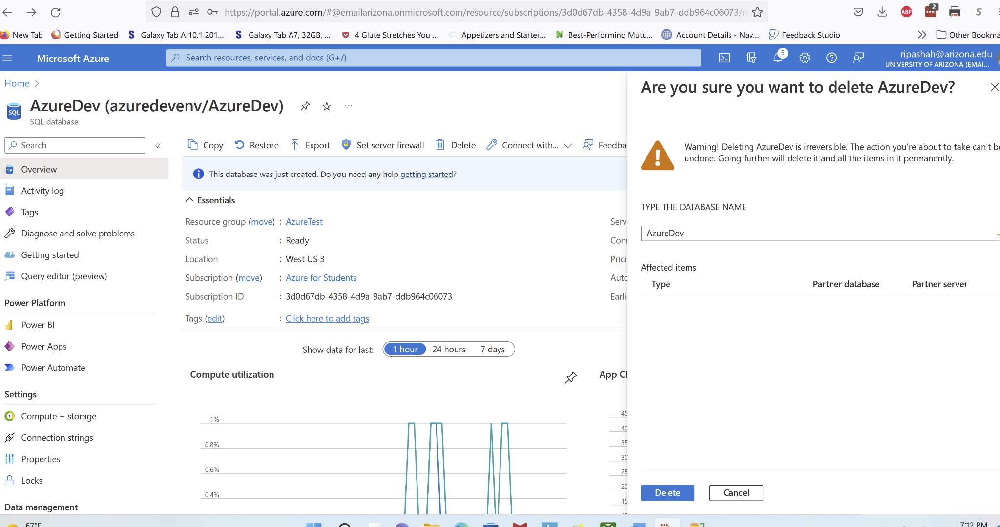 https://portal.azure.com/#@emailarizona.onmicrosoft.com/resource/subscriptions/3d0d67db-4358-4d9a-9ab7-ddb964c06073/
ABP
2
PDF
S
New Tab
Getting Started
S Galaxy Tab A 10.1 201...
S Galaxy Tab A7, 32GB, ...
4 Glute Stretches You ...
Appetizers and Starter...
N Best-Performing Mutu...
Account Details - Nav...
Feedback Studio
Other Bookma
Microsoft Azure
Search resources, services, and docs (G+/)
5
ripashah@arizona.edu
UNIVERSITY OF ARIZONA (EMAI...
Home >
SQL
AzureDev (azuredevenv/AzureDev)
...
SQL database
Search
«
Overview
Activity log
Tags
Diagnose and solve problems
Getting started
Query editor (preview)
Power Platform
Power BI
Power Apps
Power Automate
Settings
Compute + storage
Connection strings
Properties
Locks
Data management
Copy
Restore
Export
Set server firewall
Delete
Connect with...
Feedba
This database was just created. Do you need any help getting started?
Essentials
Resource group (move) : AzureTest
Status : Ready
Location : West US 3
Subscription (move) : Azure for Students
Subscription ID : 3d0d67db-4358-4d9a-9ab7-ddb964c06073
Tags (edit) : Click here to add tags
Serv
Conn
Prici
Auto
Earli
Show data for last:
1 hour
24 hours
7 days
Compute utilization
1%
0.8%
0.6%
0.4%
App C
45
40
35
30
25
20
15
Are you sure you want to delete AzureDev?
Warning! Deleting AzureDev is irreversible. The action you're about to take can't be
undone. Going further will delete it and all the items in it permanently.
TYPE THE DATABASE NAME
AzureDev
Affected items
Type
Partner database
Partner server
Delete
Cancel
67°F
7:12 PM